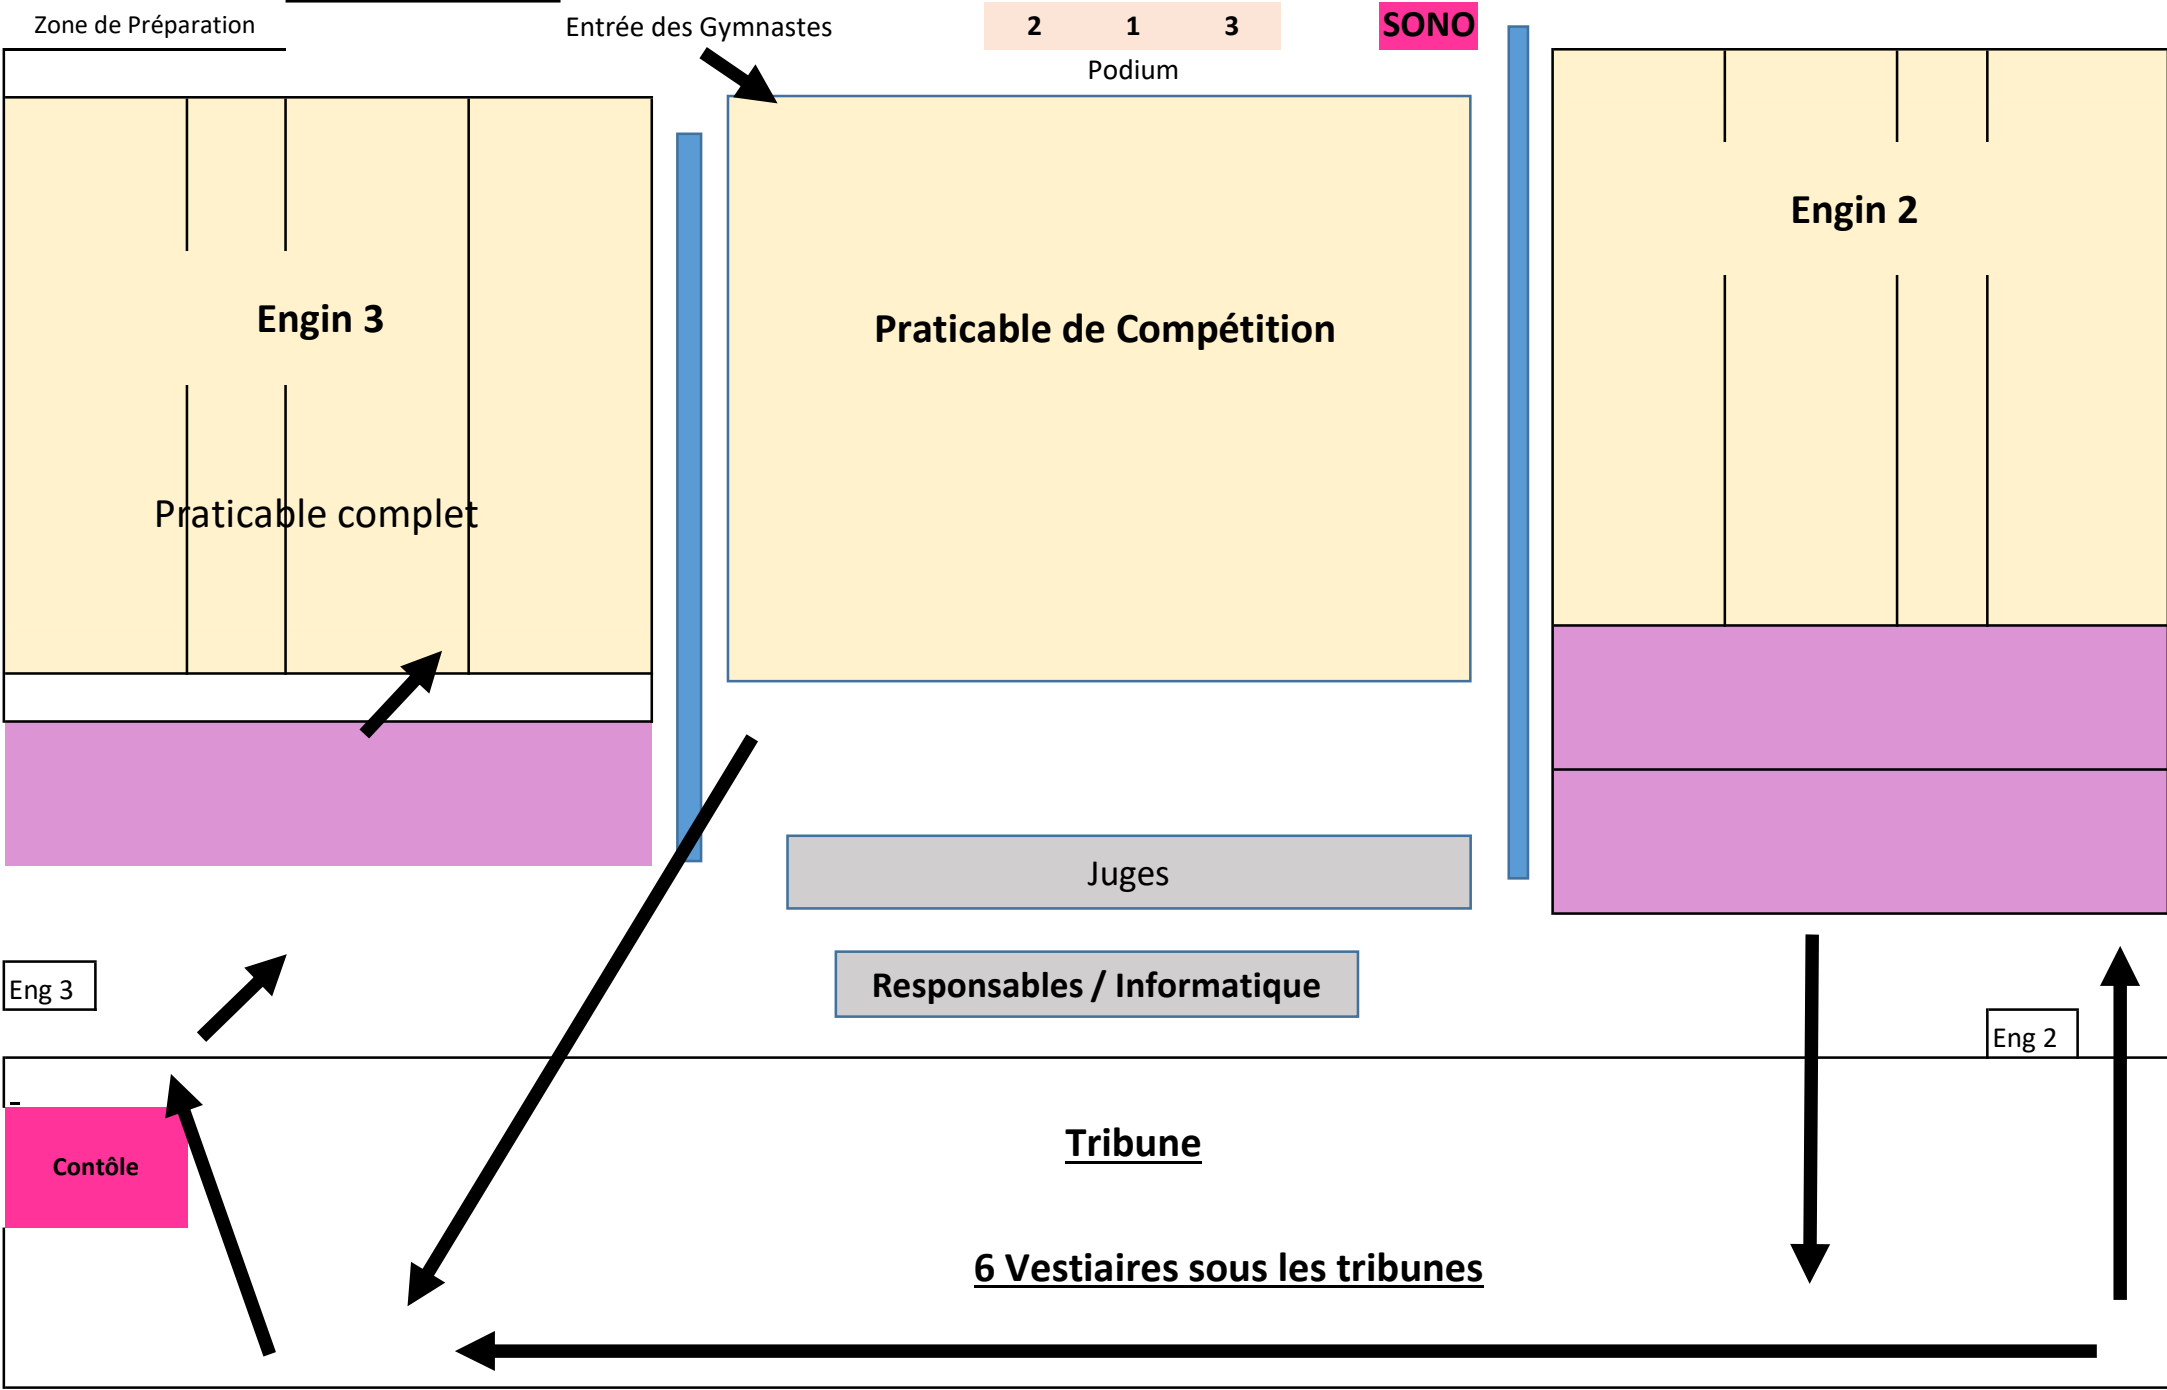 Zone de Préparation
Entrée des Gymnastes
2 1 3
SONO
Podium
Engin 2
Engin 3
Praticable de Compétition
Praticable complet
Juges
Responsables / Informatique
Eng 3
Eng 2
Tribune
Contôle
6 Vestiaires sous les tribunes